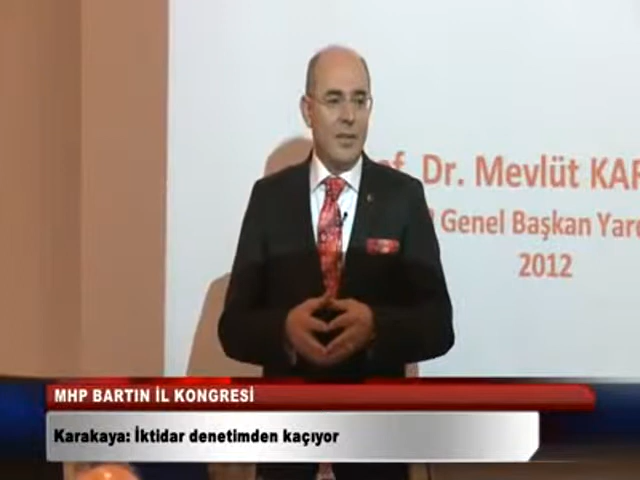 Dr. Mevlüt KAR
Genel Başkan Yard
2012
MHP BARTIN İL KONGRESİ
Karakaya: İktidar denetimden kaçıyor